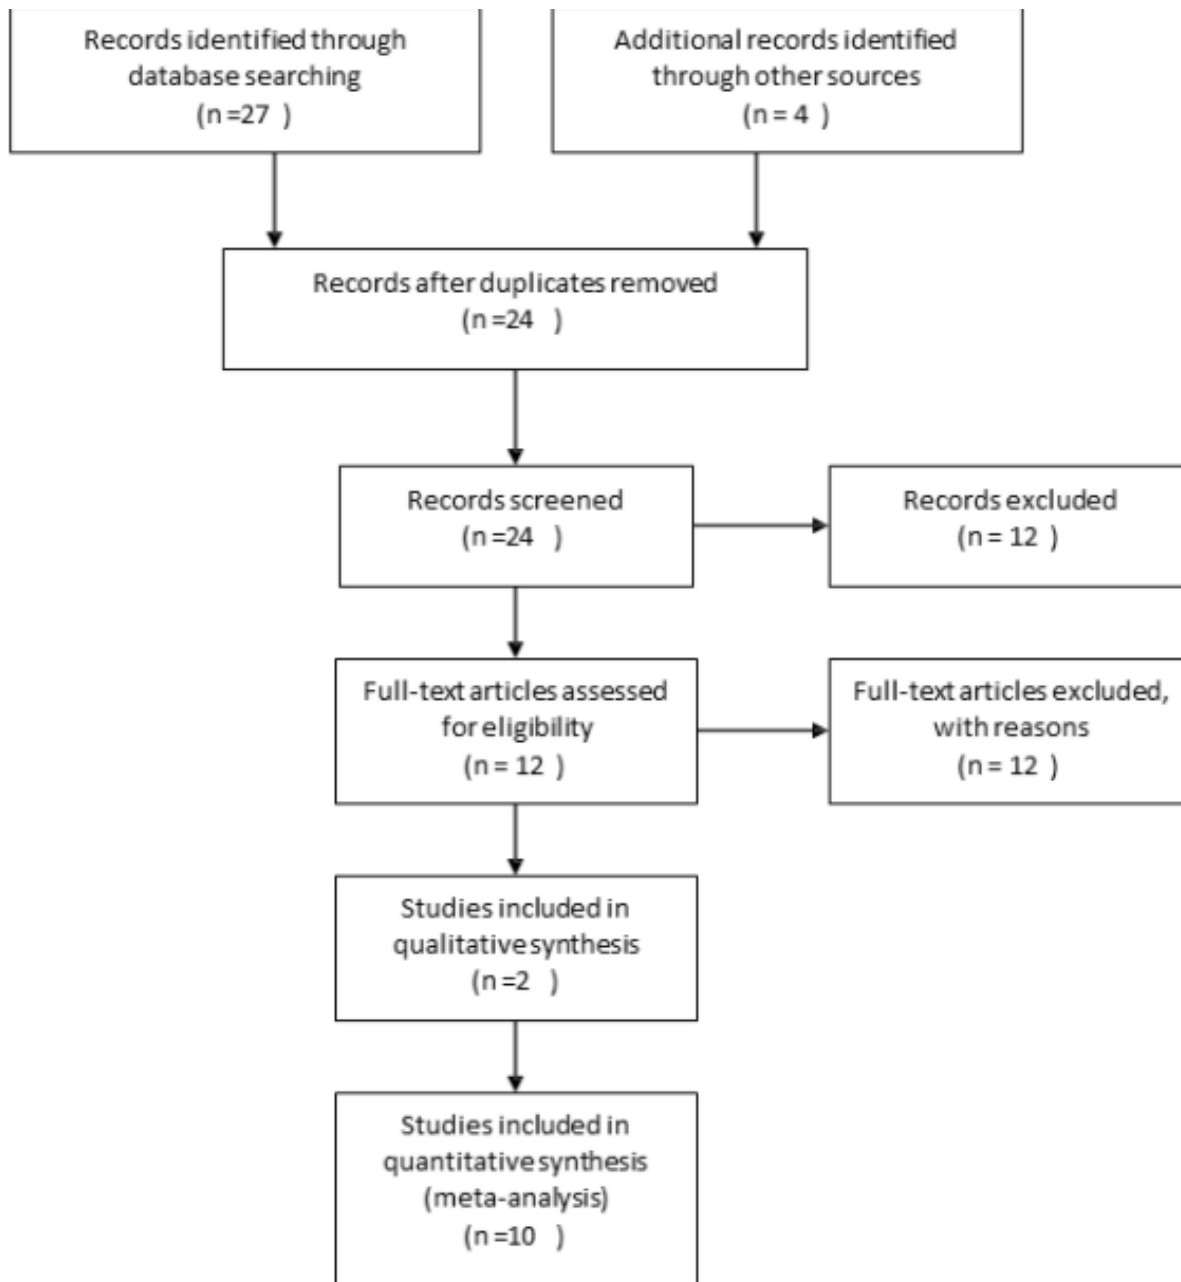 Records identified through
database searching
(n =27 )
Additional records identified
through other sources
(n = 4 )
Records after duplicates removed
(n =24 )
Records screened
(n =24 )
Records excluded
(n = 12 )
Full-text articles assessed
for eligibility
(n = 12 )
Full-text articles excluded,
with reasons
(n = 12 )
Studies included in
qualitative synthesis
(n =2 )
Studies included in
quantitative synthesis
(meta-analysis)
(n =10 )